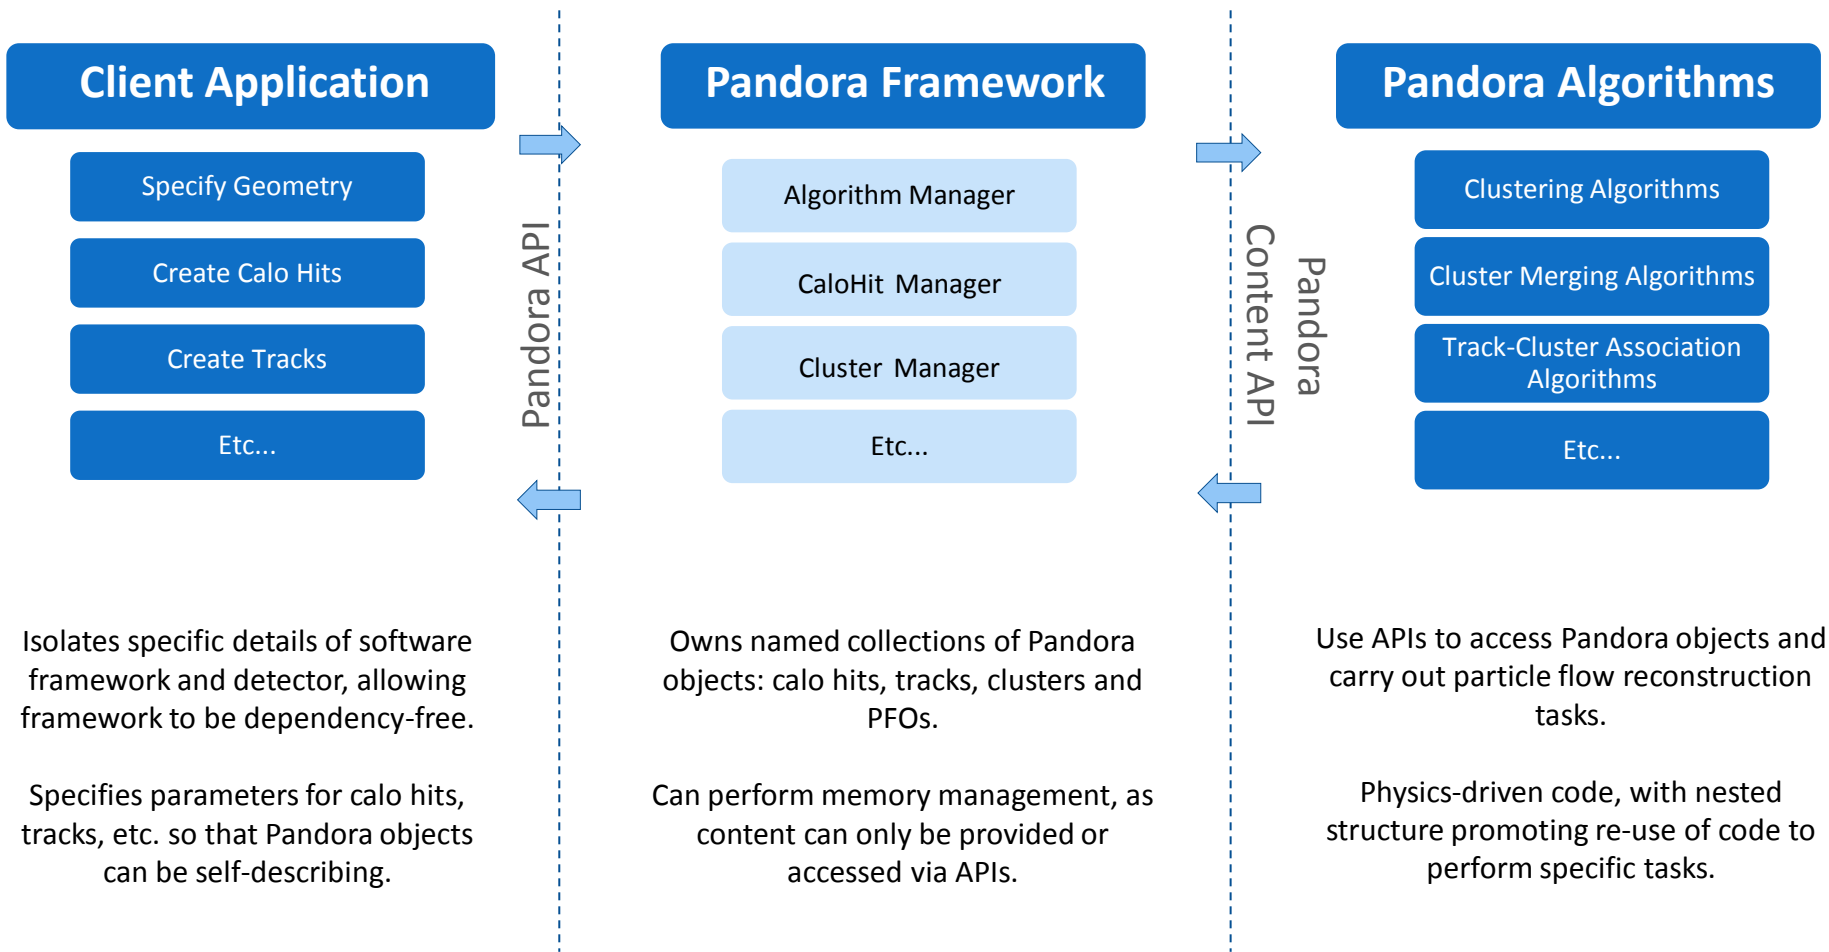 Client Application
Specify Geometry
Create Calo Hits
Create Tracks
Etc...
Pandora API
Pandora Framework
Algorithm Manager
CaloHit Manager
Cluster Manager
Etc...
Pandora
Content API
Pandora Algorithms
Clustering Algorithms
Cluster Merging Algorithms
Track-Cluster Association
Algorithms
Etc...
Isolates specific details of software
framework and detector, allowing
framework to be dependency-free.
Specifies parameters for calo hits,
tracks, etc. so that Pandora objects
can be self-describing.
Owns named collections of Pandora
objects: calo hits, tracks, clusters and
PFOs.
Can perform memory management, as
content can only be provided or
accessed via APIs.
Use APIs to access Pandora objects and
carry out particle flow reconstruction
tasks.
Physics-driven code, with nested
structure promoting re-use of code to
perform specific tasks.